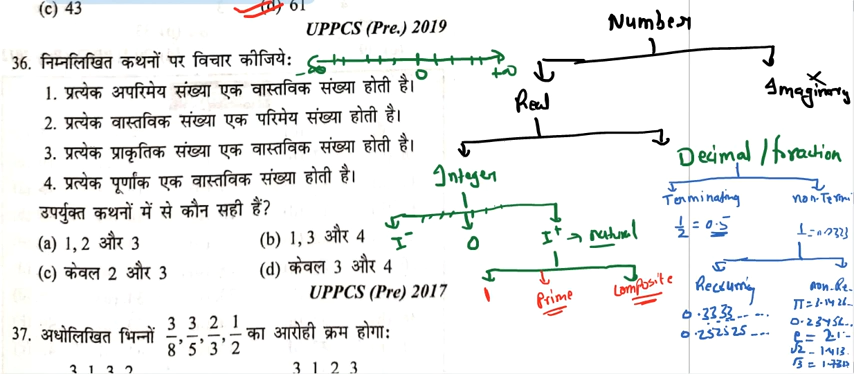 (c) 43
(d) 61
UPPCS (Pre.) 2019
36. निम्नलिखित कथनों पर विचार कीजिये:
1. प्रत्येक अपरिमेय संख्या एक वास्तविक संख्या होती है।
2. प्रत्येक वास्तविक संख्या एक परिमेय संख्या होती है।
3. प्रत्येक प्राकृतिक संख्या एक वास्तविक संख्या होती है।
4. प्रत्येक पूर्णांक एक वास्तविक संख्या होती है।
उपर्युक्त कथनों में से कौन सही हैं?
(a) 1, 2 और 3
(b) 1, 3 और 4
(c) केवल 2 और 3
(d) केवल 3 और 4
UPPCS (Pre) 2017
37. अधोलिखित भिन्नों 3/8, 3/5, 2/3, 1/2 का आरोही क्रम होगा:
3 1 3 2
3 1 2 3
-∞ 0 +∞
Number
Real
Imaginary
Integer
Decimal / fraction
I⁻ 0 I⁺ → natural
1 Prime Composite
Terminating
1/2 = 0.5
non-Termi
Recurring
0.3333 -----
0.252525 ---
non-Re-
0.23456--